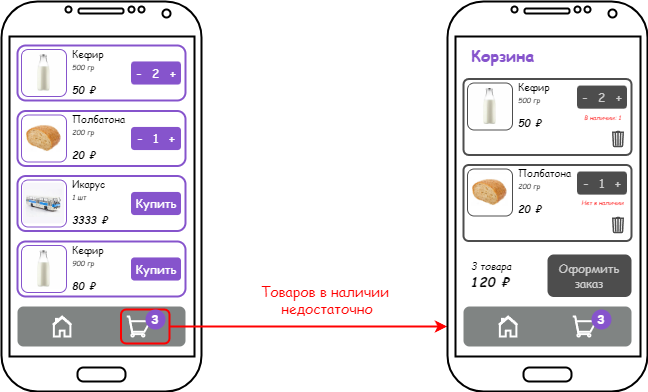 Кефир
500 гр
50 ₽
- 2 +
Полбатона
200 гр
20 ₽
- 1 +
Икарус
1 шт
3333 ₽
Купить
Кефир
900 гр
80 ₽
Купить
3
Товаров в наличии
недостаточно
Корзина
Кефир
500 гр
50 ₽
- 2 +
В наличии: 1
Полбатона
200 гр
20 ₽
- 1 +
Нет в наличии
3 товара
120 ₽
Оформить
заказ
3